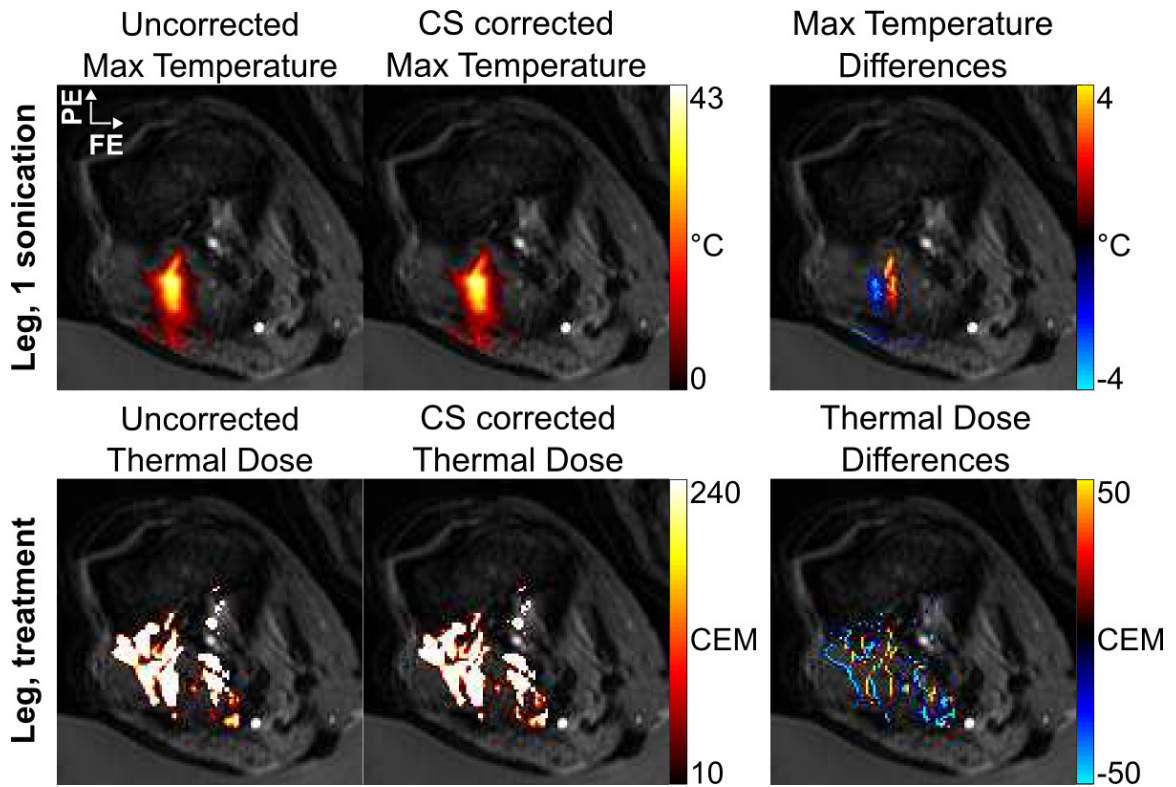 Uncorrected
Max Temperature
CS corrected
Max Temperature
Max Temperature
Differences
Leg, 1 sonication
PE
FE
43
°C
0
4
°C
-4
Uncorrected
Thermal Dose
CS corrected
Thermal Dose
Thermal Dose
Differences
Leg, treatment
240
CEM
10
50
CEM
-50